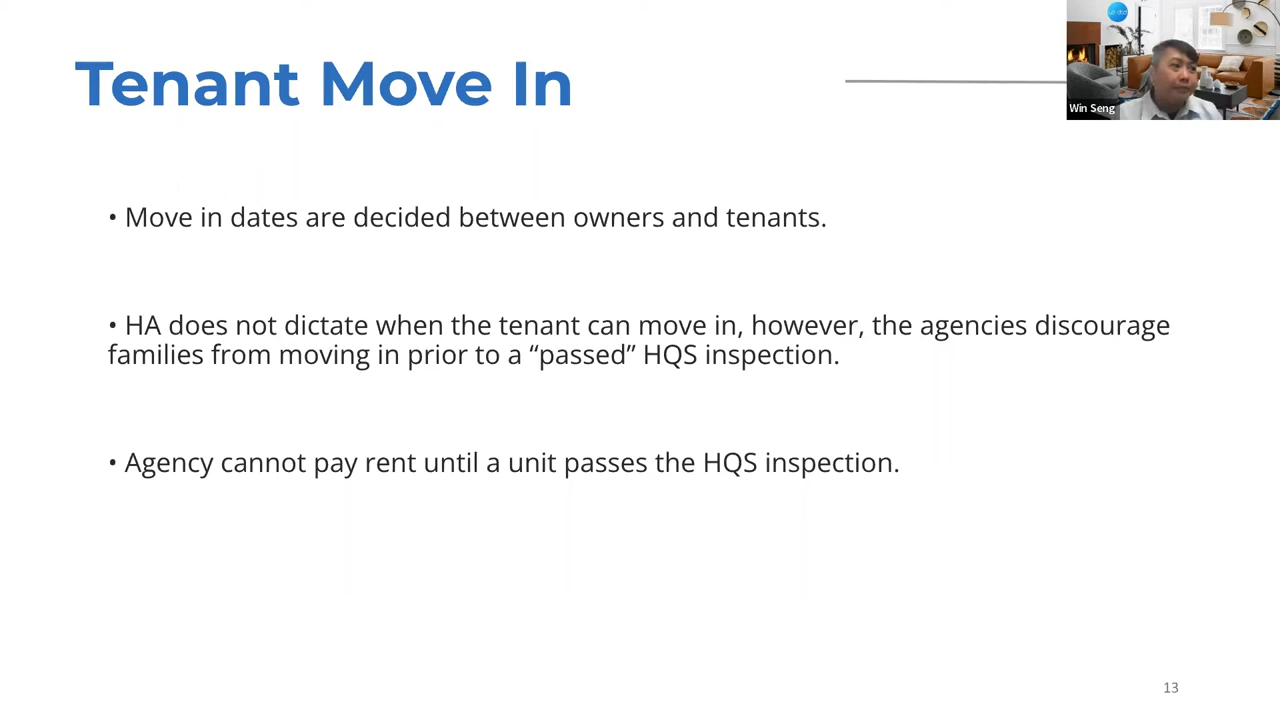 Tenant Move In
Win Seng
• Move in dates are decided between owners and tenants.
• HA does not dictate when the tenant can move in, however, the agencies discourage
families from moving in prior to a “passed” HQS inspection.
• Agency cannot pay rent until a unit passes the HQS inspection.
13